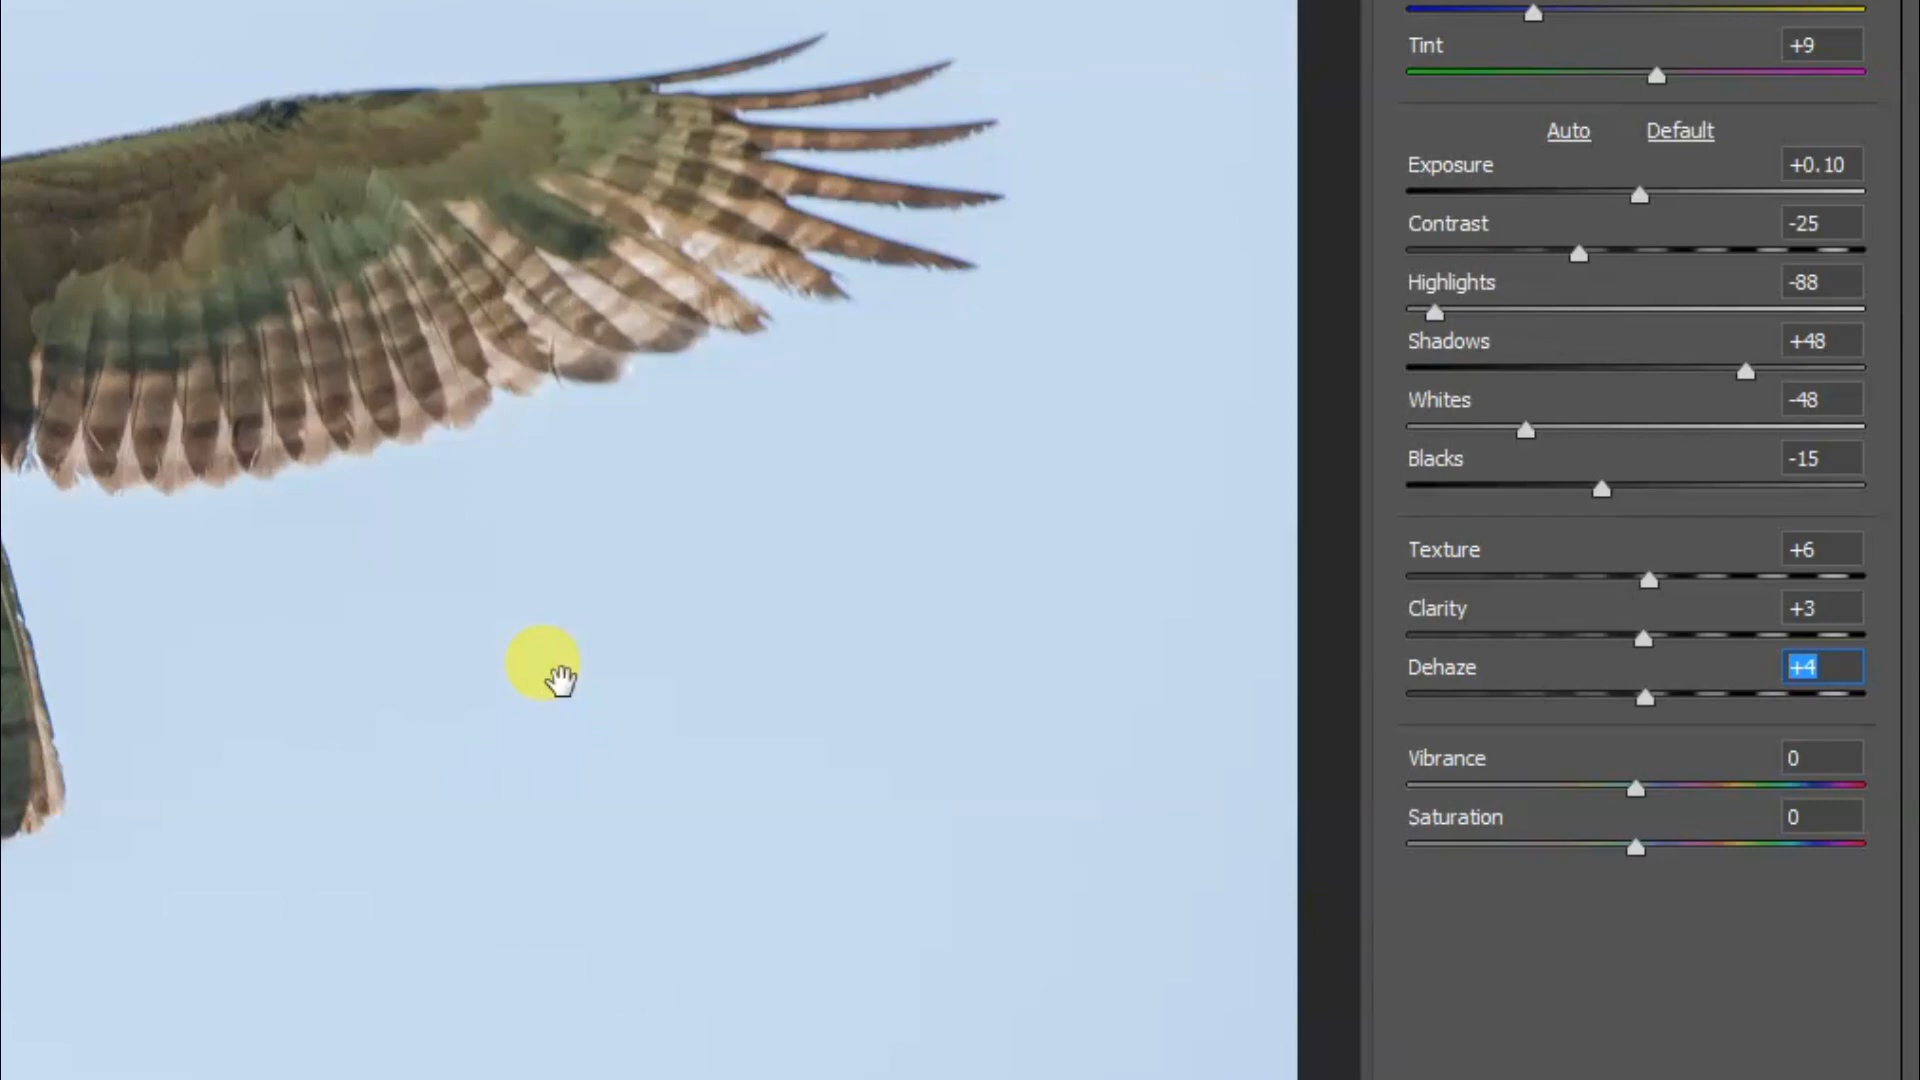 Tint +9
Auto Default
Exposure +0.10
Contrast -25
Highlights -88
Shadows +48
Whites -48
Blacks -15
Texture +6
Clarity +3
Dehaze +4
Vibrance 0
Saturation 0